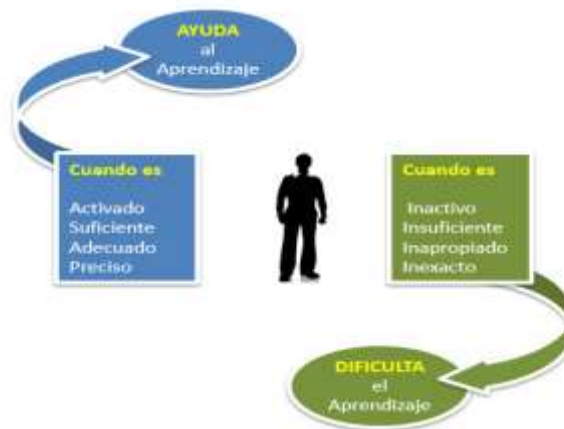 AYUDA
al
Aprendizaje
Cuando es
Activado
Suficiente
Adecuado
Preciso
Cuando es
Inactivo
Insuficiente
Inapropiado
Inexacto
DIFICULTA
el
Aprendizaje